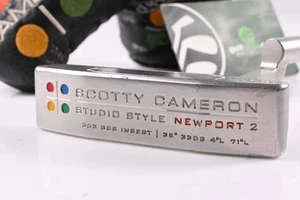 SCOTTY CAMERON
STUDIO STYLE | NEWPORT 2
303 GSS INSERT | 35" 330G 4°L 71°L